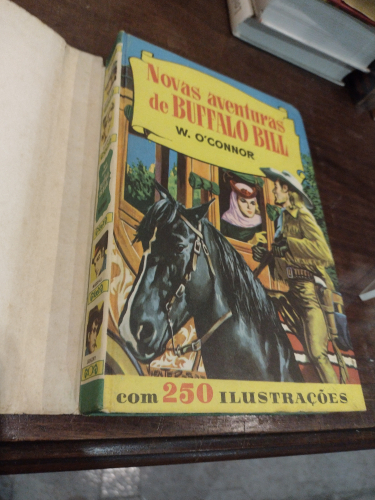 Novas aventuras
de BUFFALO BILL
W. O'CONNOR
com 250 ILUSTRAÇÕES